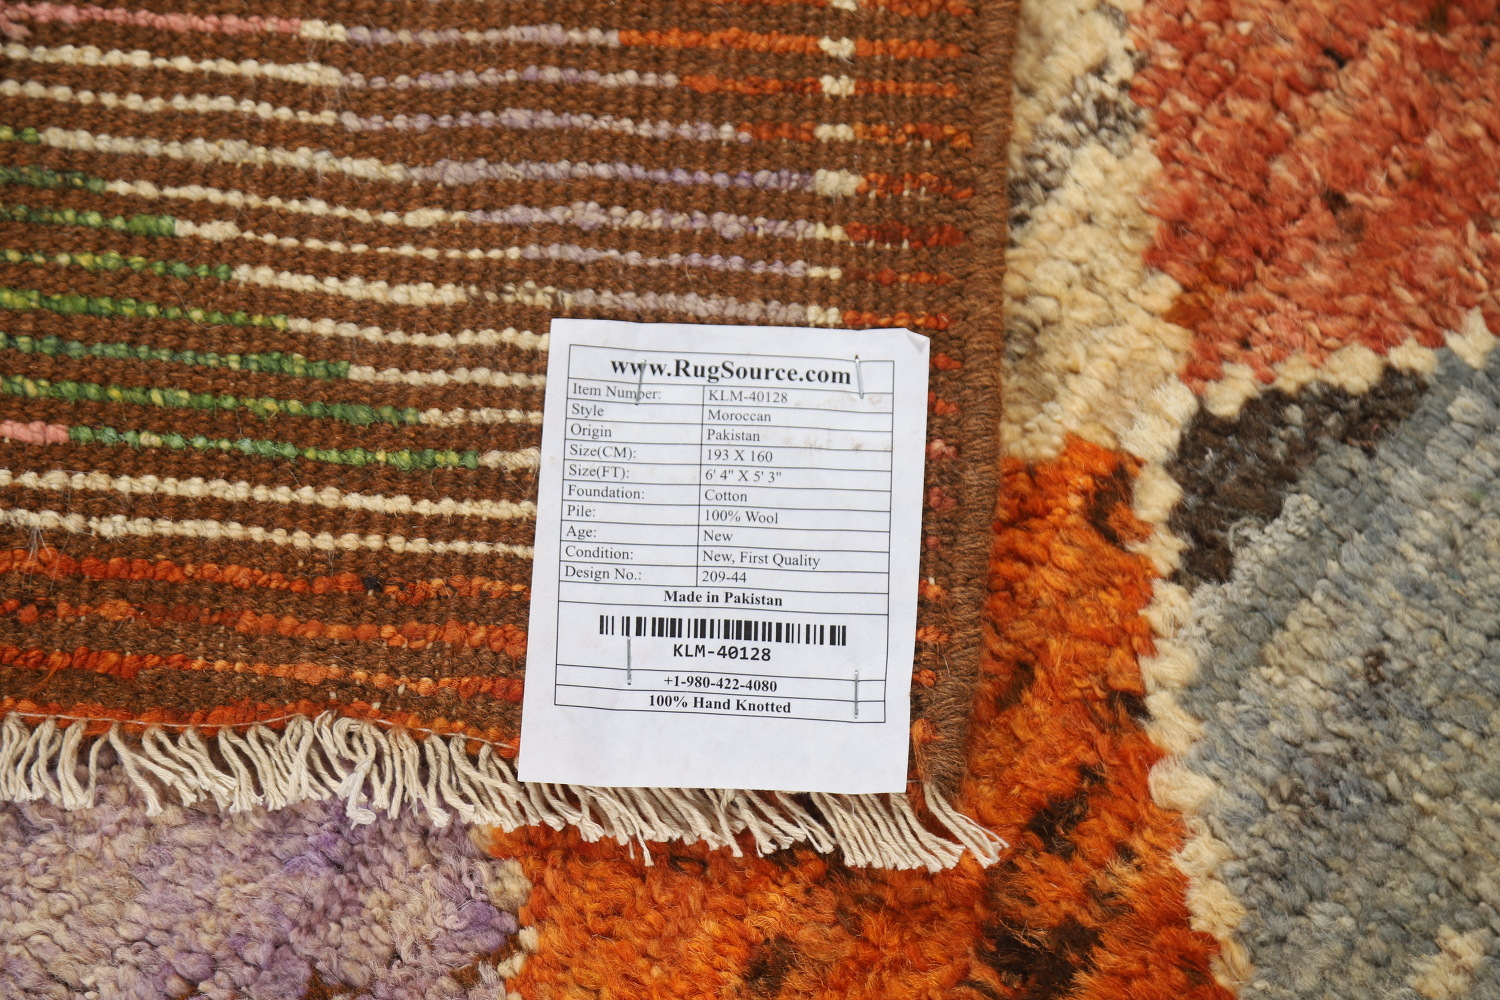 www.RugSource.com
Item Number: KLM-40128
Style Moroccan
Origin Pakistan
Size(CM): 193 X 160
Size(FT): 6' 4" X 5' 3"
Foundation: Cotton
Pile: 100% Wool
Age: New
Condition: New, First Quality
Design No.: 209-44
Made in Pakistan
KLM-40128
+1-980-422-4080
100% Hand Knotted